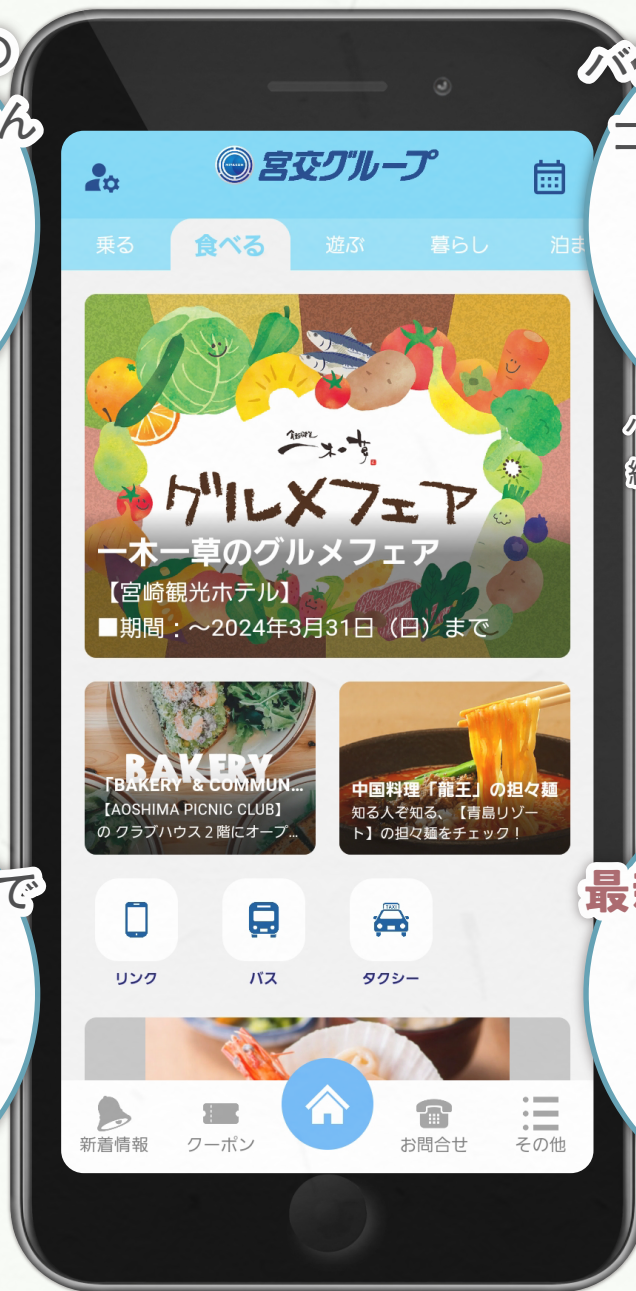 の
ん
宮交グループ
乗る 食べる 遊ぶ 暮らし 泊ま
一木一草
グルメフェア
一木一草のグルメフェア
【宮崎観光ホテル】
■期間：～2024年3月31日（日）まで
BAKERY
「BAKERY & COMMUN...
【AOSHIMA PICNIC CLUB】
の クラブハウス２階にオープ...
中国料理「龍王」の担々麺
知る人ぞ知る、【青島リゾー
ト】の担々麺をチェック！
で
最
TAXI
リンク バス タクシー
新着情報 クーポン お問合せ その他